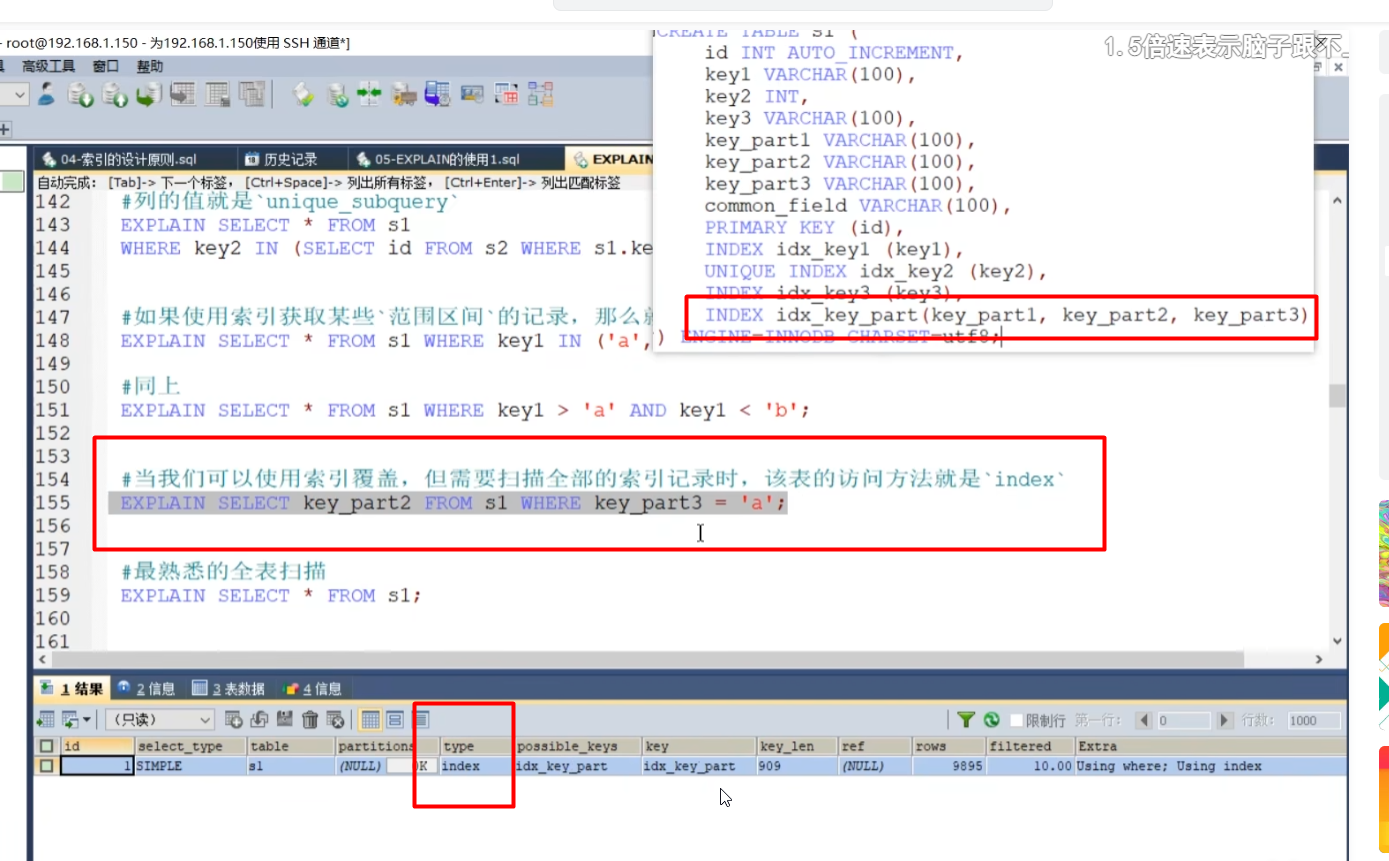 - root@192.168.1.150 - 为192.168.1.150使用 SSH 通道*]
高级工具 窗口 帮助
1.5倍速表示脑子跟不
CREATE TABLE s1 (
id INT AUTO_INCREMENT,
key1 VARCHAR(100),
key2 INT,
key3 VARCHAR(100),
key_part1 VARCHAR(100),
key_part2 VARCHAR(100),
key_part3 VARCHAR(100),
common_field VARCHAR(100),
PRIMARY KEY (id),
INDEX idx_key1 (key1),
UNIQUE INDEX idx_key2 (key2),
INDEX idx_key3 (key3),
INDEX idx_key_part(key_part1, key_part2, key_part3)
) ENGINE=INNODB CHARSET=utf8;
04-索引的设计原则.sql 历史记录 05-EXPLAIN的使用1.sql EXPLAIN
自动完成: [Tab]-> 下一个标签, [Ctrl+Space]-> 列出所有标签, [Ctrl+Enter]-> 列出匹配标签
142 #列的值就是`unique_subquery`
143 EXPLAIN SELECT * FROM s1
144 WHERE key2 IN (SELECT id FROM s2 WHERE s1.ke
145
146
147 #如果使用索引获取某些`范围区间`的记录，那么
148 EXPLAIN SELECT * FROM s1 WHERE key1 IN ('a',
149
150 #同上
151 EXPLAIN SELECT * FROM s1 WHERE key1 > 'a' AND key1 < 'b';
152
153
154 #当我们可以使用索引覆盖，但需要扫描全部的索引记录时，该表的访问方法就是`index`
155 EXPLAIN SELECT key_part2 FROM s1 WHERE key_part3 = 'a';
156
157
158 #最熟悉的全表扫描
159 EXPLAIN SELECT * FROM s1;
160
161
1 结果 2 信息 3 表数据 4 信息
(只读) 限制行 第一行: 0 行数: 1000
id select_type table partitions type possible_keys key key_len ref rows filtered Extra
1 SIMPLE s1 (NULL) 0K index idx_key_part idx_key_part 909 (NULL) 9895 10.00 Using where; Using index